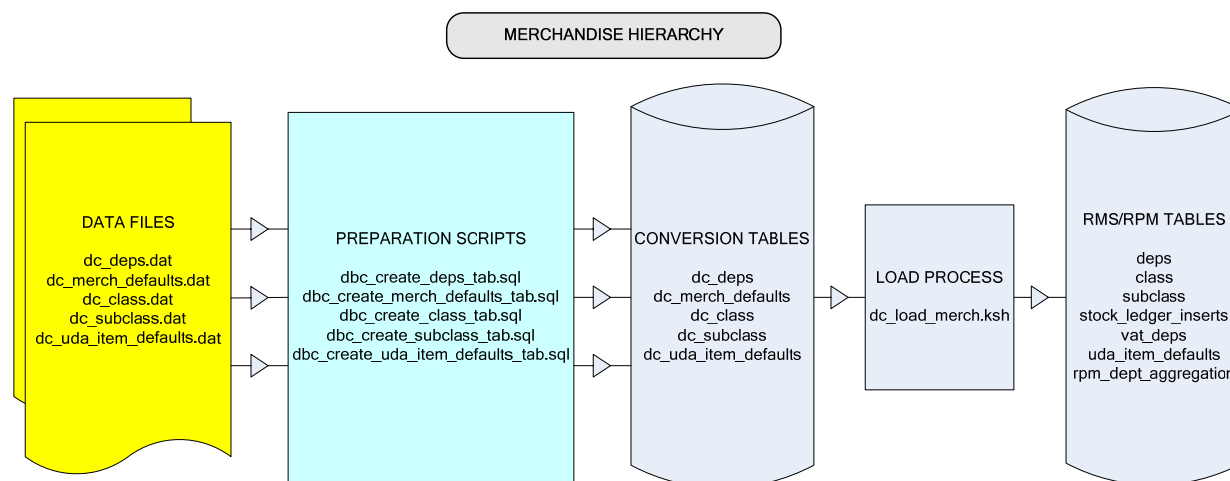 MERCHANDISE HIERARCHY
DATA FILES
dc_deps.dat
dc_merch_defaults.dat
dc_class.dat
dc_subclass.dat
dc_uda_item_defaults.dat
PREPARATION SCRIPTS
dbc_create_deps_tab.sql
dbc_create_merch_defaults_tab.sql
dbc_create_class_tab.sql
dbc_create_subclass_tab.sql
dbc_create_uda_item_defaults_tab.sql
CONVERSION TABLES
dc_deps
dc_merch_defaults
dc_class
dc_subclass
dc_uda_item_defaults
LOAD PROCESS
dc_load_merch.ksh
RMS/RPM TABLES
deps
class
subclass
stock_ledger_inserts
vat_deps
uda_item_defaults
rpm_dept_aggregation